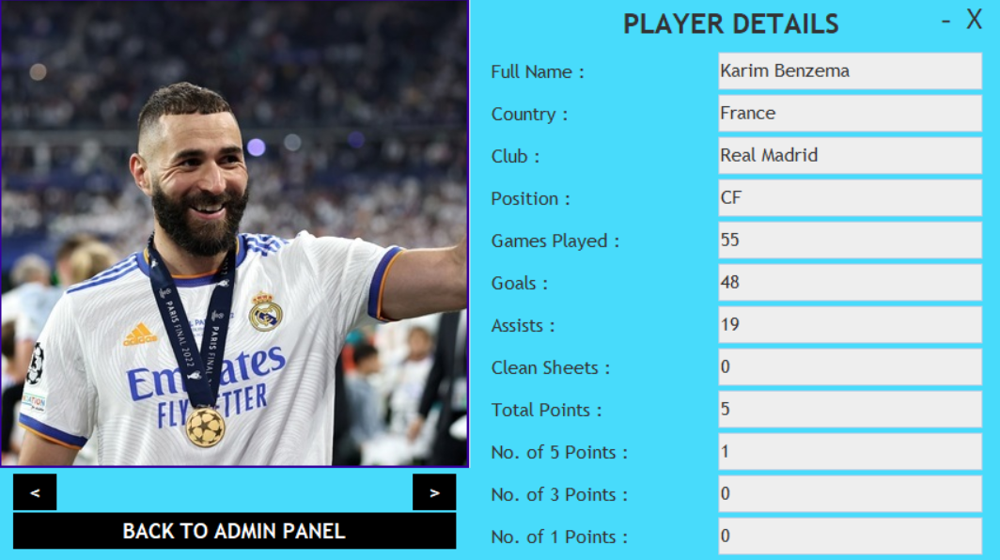 PLAYER DETAILS
- X
Full Name : Karim Benzema
Country : France
Club : Real Madrid
Position : CF
Games Played : 55
Goals : 48
Assists : 19
Clean Sheets : 0
Total Points : 5
No. of 5 Points : 1
No. of 3 Points : 0
No. of 1 Points : 0
PARIS FINAL 2022
PARIS FINAL
adidas
Emirates
FLY BETTER
< >
BACK TO ADMIN PANEL